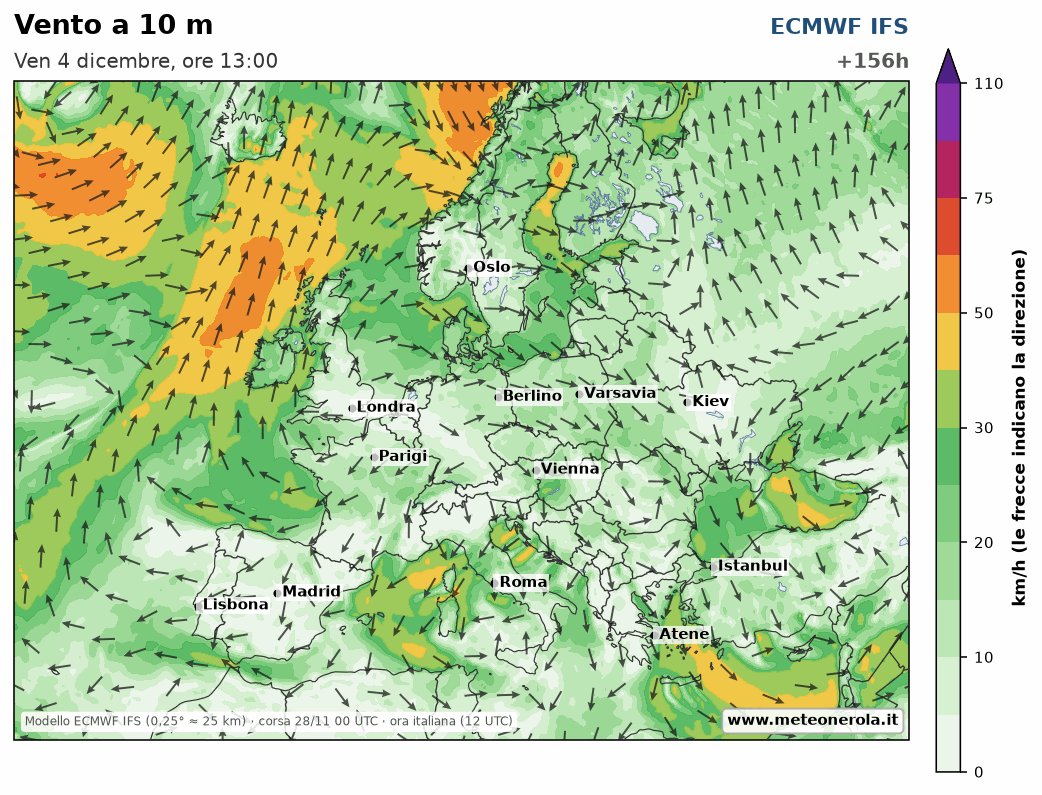 Vento a 10 m
ECMWF IFS
Ven 4 dicembre, ore 13:00
+156h
110
75
50
30
20
10
0
km/h (le frecce indicano la direzione)
Oslo
Berlino
Varsavia
Kiev
Londra
Parigi
Vienna
Istanbul
Roma
Madrid
Lisbona
Atene
Modello ECMWF IFS (0,25° ≈ 25 km) · corsa 28/11 00 UTC · ora italiana (12 UTC)
www.meteonerola.it